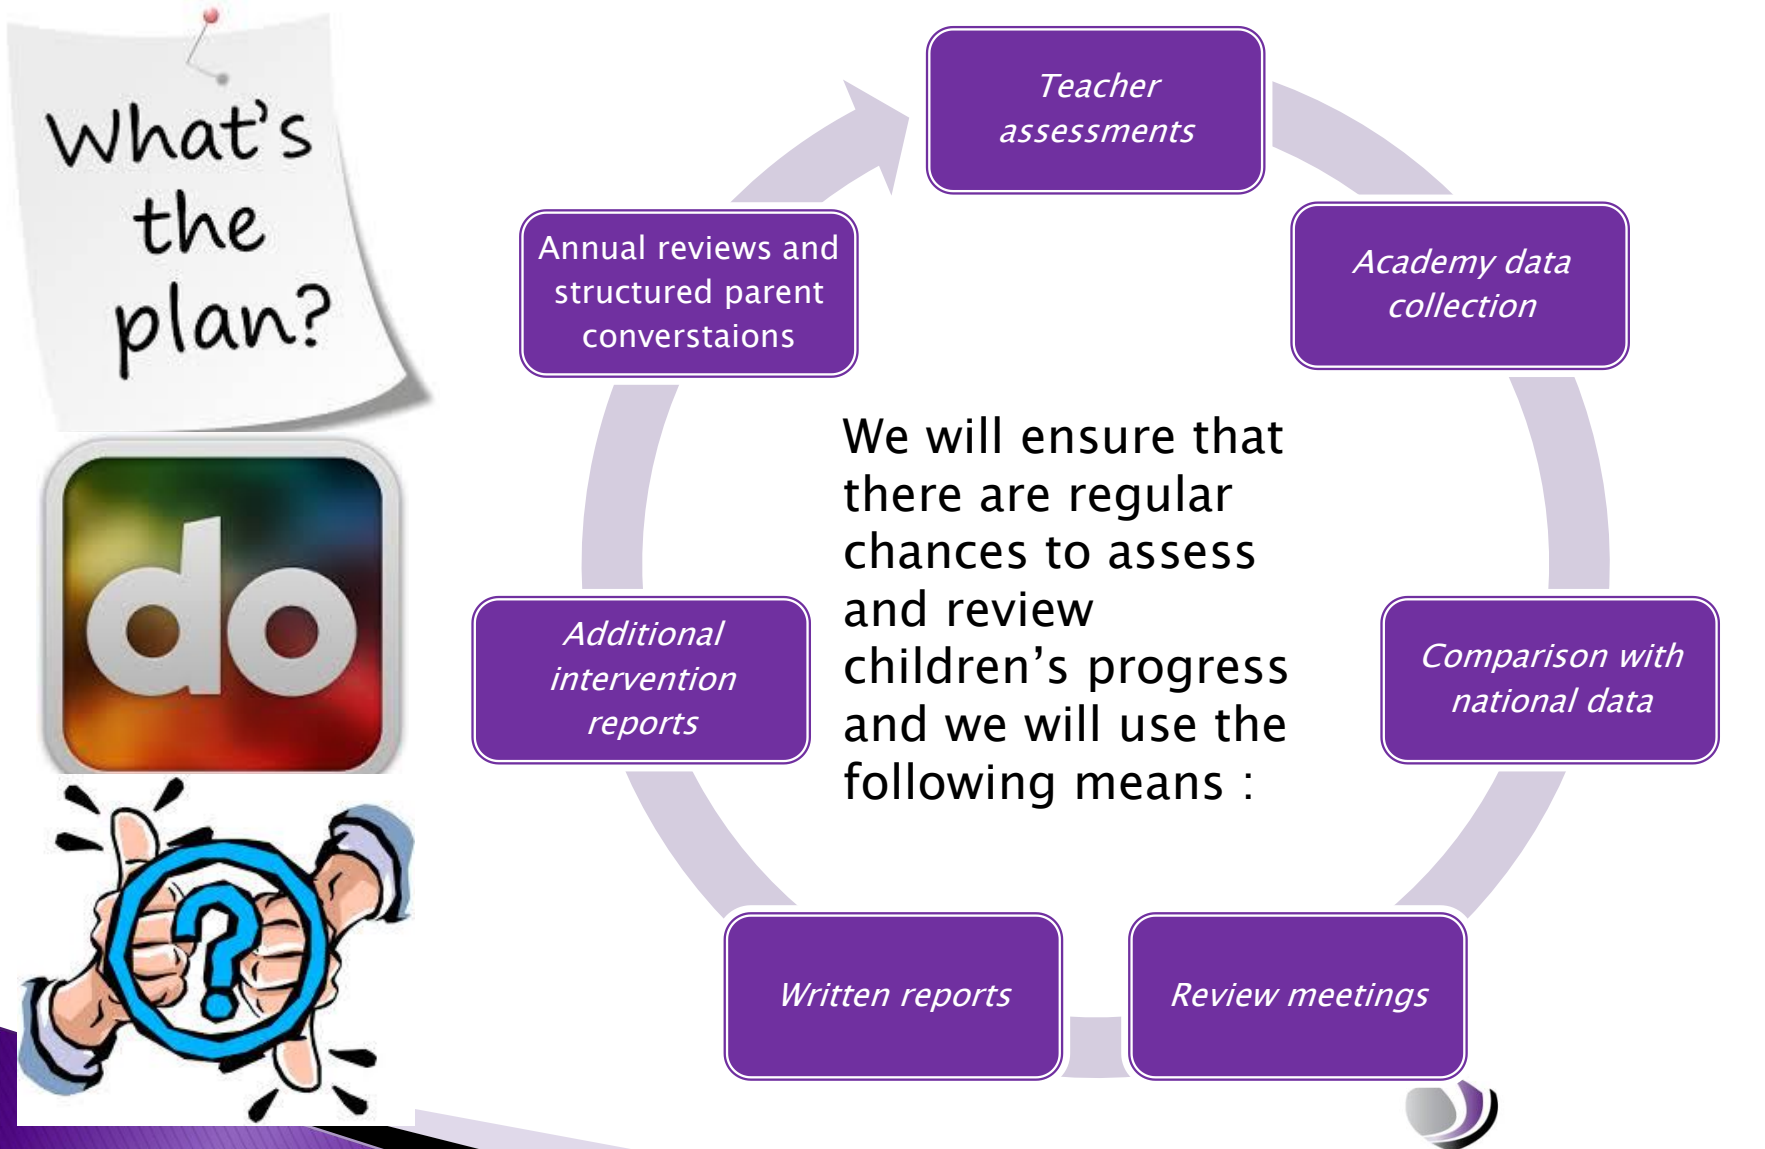 What's
the
plan?
do
?
Teacher
assessments
Academy data
collection
Comparison with
national data
Review meetings
Written reports
Additional
intervention
reports
Annual reviews and
structured parent
converstaions
We will ensure that
there are regular
chances to assess
and review
children’s progress
and we will use the
following means :